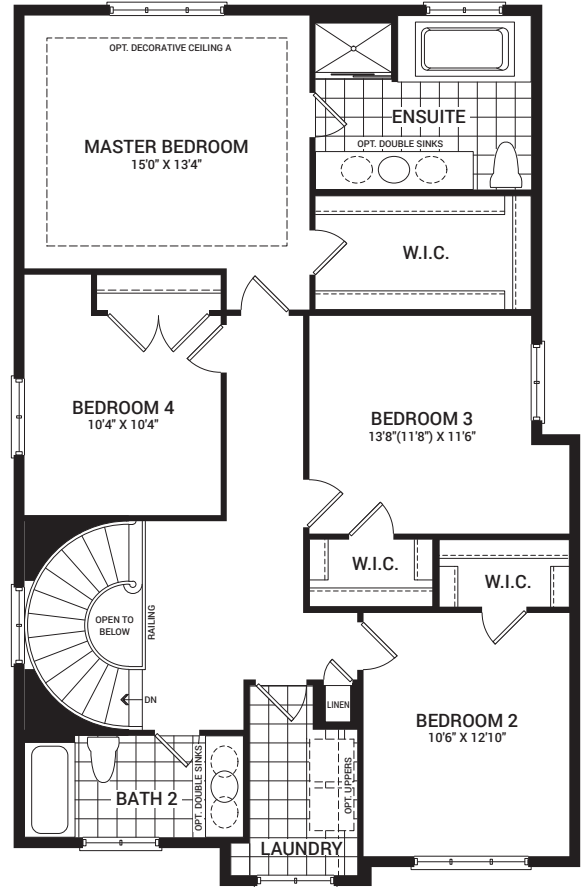 OPT. DECORATIVE CEILING A
MASTER BEDROOM
15'0" X 13'4"
ENSUITE
OPT. DOUBLE SINKS
W.I.C.
BEDROOM 4
10'4" X 10'4"
BEDROOM 3
13'8"(11'8") X 11'6"
W.I.C.
W.I.C.
OPEN TO
BELOW
RAILING
DN
LINEN
BEDROOM 2
10'6" X 12'10"
BATH 2
OPT. DOUBLE SINKS
OPT. UPPERS
LAUNDRY